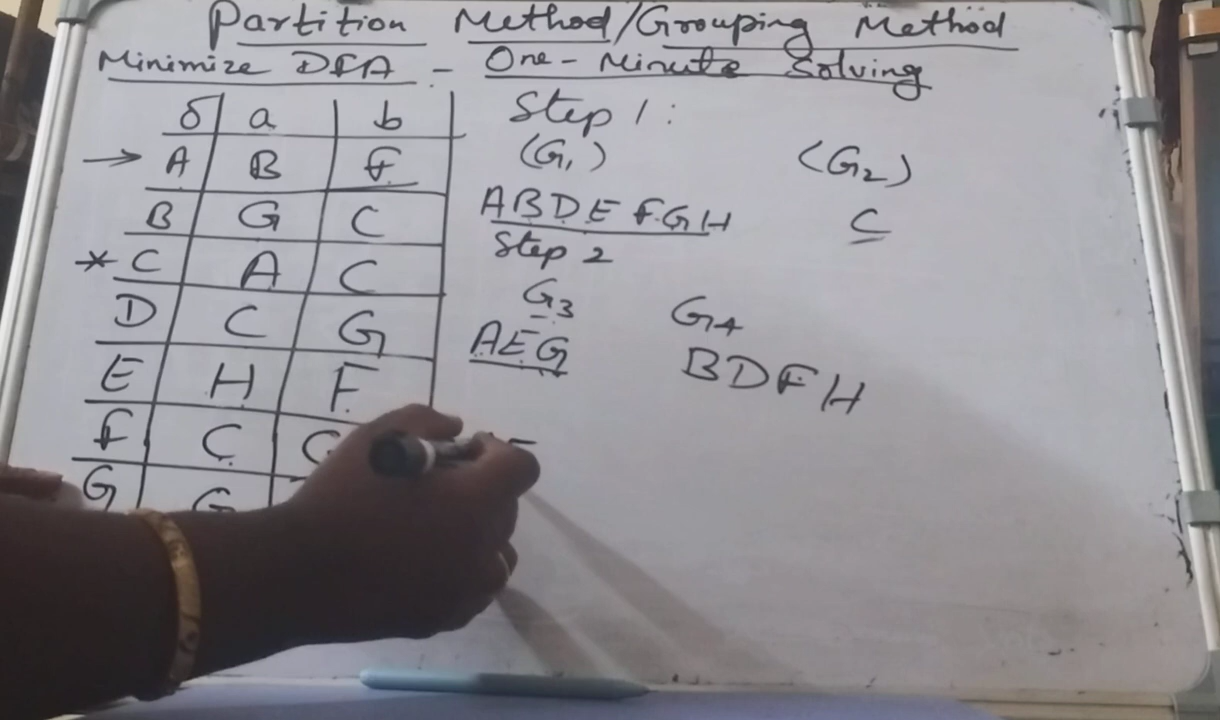 Partition Method/Grouping Method
Minimize DFA - One-Minute Solving
δ a b
→ A B F
B G C
* C A C
D C G
E H F
F C
G G
Step 1:
(G1) (G2)
ABDEFGH C
Step 2
G3 G4
AEG BDFH